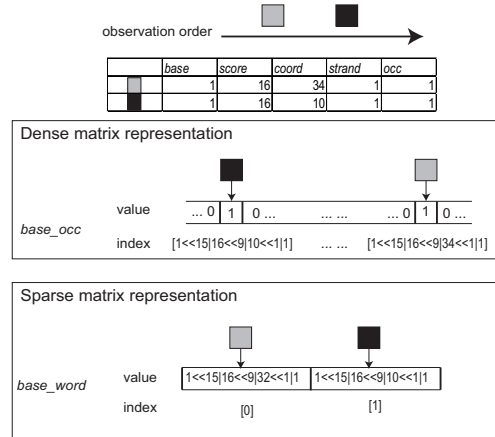 observation order
base score coord strand occ
1 16 34 1 1
1 16 10 1 1
Dense matrix representation
value ... 0 1 0 ... ... ... ... 0 1 0 ...
base_occ
index [1<<15|16<<9|10<<1|1] ... ... [1<<15|16<<9|34<<1|1]
Sparse matrix representation
base_word value 1<<15|16<<9|32<<1|1 1<<15|16<<9|10<<1|1
index [0] [1]